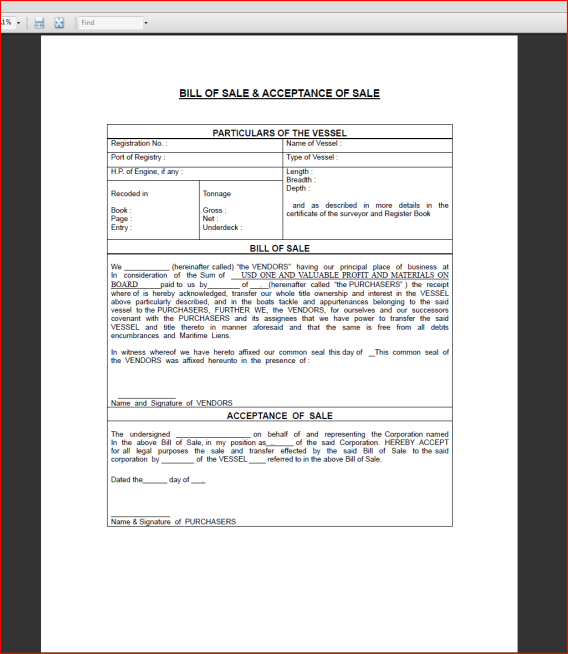 1%
Find
BILL OF SALE & ACCEPTANCE OF SALE
PARTICULARS OF THE VESSEL
Registration No. :
Name of Vessel :
Port of Registry :
Type of Vessel :
H.P. of Engine, if any :
Length :
Breadth :
Depth :
Recoded in
Tonnage
and as described in more details in the
certificate of the surveyor and Register Book
Book :
Gross :
Page :
Net :
Entry :
Underdeck :
BILL OF SALE
We ___________ (hereinafter called) "the VENDORS" having our principal place of business at
In consideration of the Sum of __USD ONE AND VALUABLE PROFIT AND MATERIALS ON
BOARD _____ paid to us by________ of __.__(hereinafter called "the PURCHASERS" ) the receipt
where of is hereby acknowledged, transfer our whole title ownership and interest in the VESSEL
above particularly described, and in the boats tackle and appurtenances belonging to the said
vessel to the PURCHASERS, FURTHER WE, the VENDORS, for ourselves and our successors
covenant with the PURCHASERS and its assignees that we have power to transfer the said
VESSEL and title thereto in manner aforesaid and that the same is free from all debts
encumbrances and Maritime Liens.
In witness whereof we have hereto affixed our common seal this day of __This common seal of
the VENDORS was affixed hereunto in the presence of :
Name and Signature of VENDORS
ACCEPTANCE OF SALE
The undersigned __________________ on behalf of and representing the Corporation named
In the above Bill of Sale, in my position as_..____ of the said Corporation. HEREBY ACCEPT
for all legal purposes the sale and transfer effected by the said Bill of Sale to the said
corporation by ________ of the VESSEL ____ referred to in the above Bill of Sale.
Dated the______ day of ___.
Name & Signature of PURCHASERS